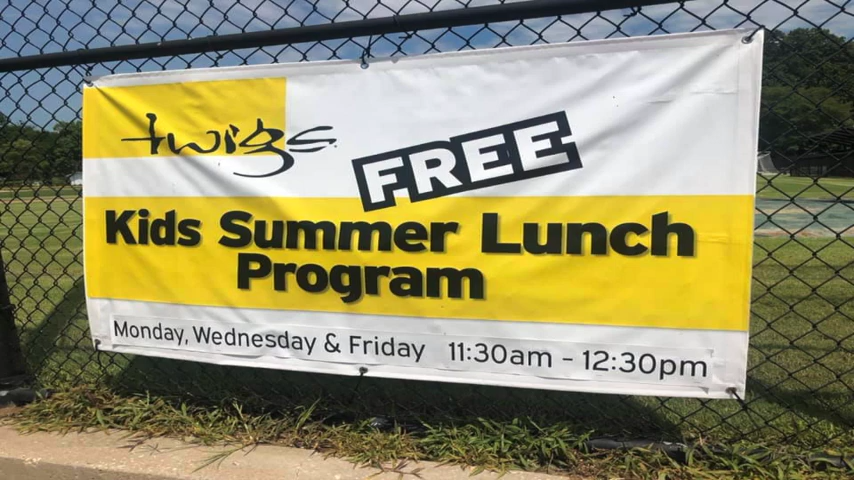 twigs
FREE
Kids Summer Lunch
Program
Monday, Wednesday & Friday 11:30am - 12:30pm